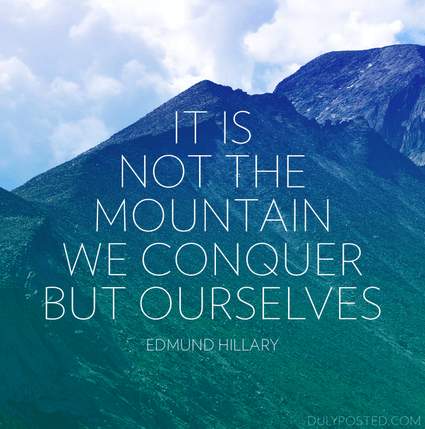 IT IS
NOT THE
MOUNTAIN
WE CONQUER
BUT OURSELVES
EDMUND HILLARY
DULYPOSTED.COM